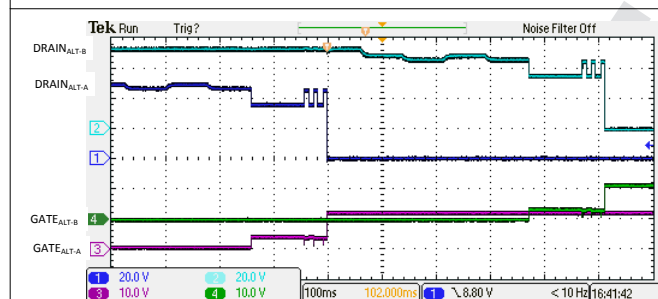 Tek Run Trig? Noise Filter Off
DRAINALT-B
DRAINALT-A
2
1
GATEALT-B 4
GATEALT-A 3
1 20.0 V 2 20.0 V
3 10.0 V 4 10.0 V 100ms 102.000ms 1 \ 8.80 V <10 Hz 16:41:42